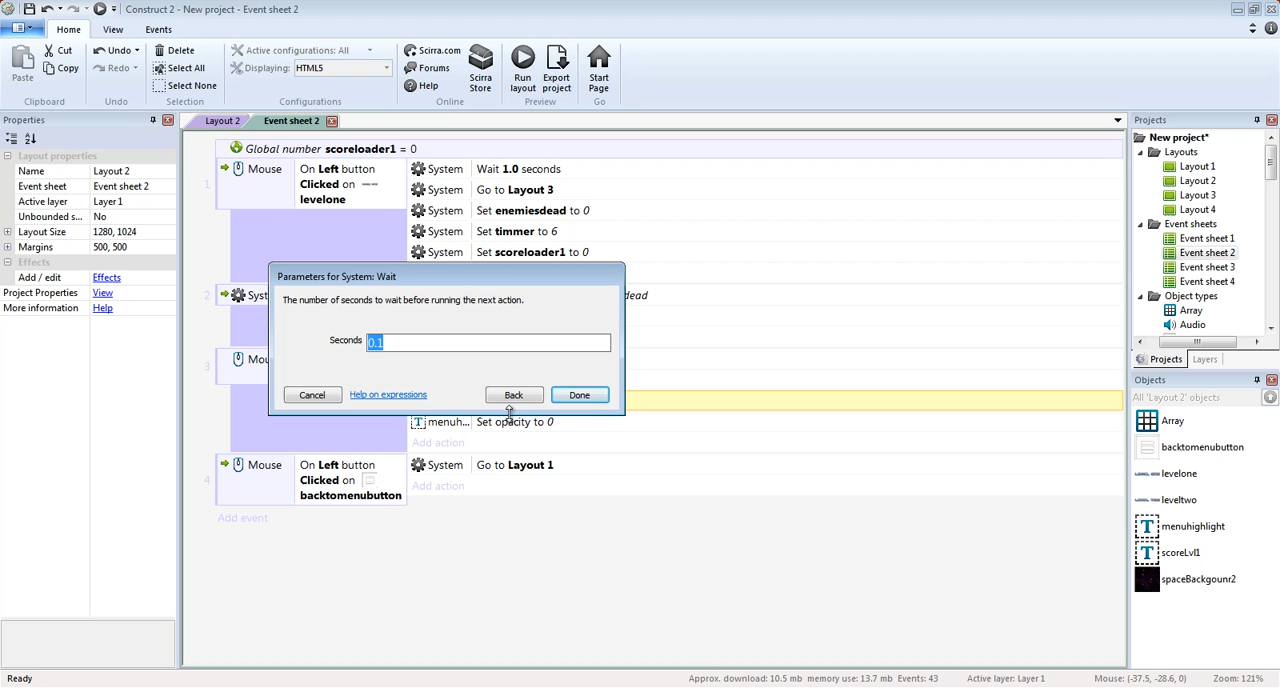 Construct 2 - New project - Event sheet 2
Home
View
Events
Paste
Cut
Copy
Clipboard
Undo
Redo
Undo
Delete
Select All
Select None
Selection
Active configurations: All
Displaying: HTML5
Configurations
Scirra.com
Forums
Help
Scirra Store
Online
Run layout
Export project
Preview
Start Page
Go
Properties
Layout properties
Name Layout 2
Event sheet Event sheet 2
Active layer Layer 1
Unbounded s... No
Layout Size 1280, 1024
Margins 500, 500
Effects
Add / edit Effects
Project Properties View
More information Help
Layout 2
Event sheet 2
Global number scoreloader1 = 0
1
Mouse
On Left button
Clicked on
levelone
System Wait 1.0 seconds
System Go to Layout 3
System Set enemiesdead to 0
System Set timmer to 6
System Set scoreloader1 to 0
2
Syst
dead
Parameters for System: Wait
The number of seconds to wait before running the next action.
Seconds 0.1
Cancel
Help on expressions
Back
Done
3
Mou
T menuh... Set opacity to 0
Add action
4
Mouse
On Left button
Clicked on
backtomenubutton
System Go to Layout 1
Add action
Add event
Projects
New project*
Layouts
Layout 1
Layout 2
Layout 3
Layout 4
Event sheets
Event sheet 1
Event sheet 2
Event sheet 3
Event sheet 4
Object types
Array
Audio
Projects
Layers
Objects
All 'Layout 2' objects
Array
backtomenubutton
levelone
leveltwo
T menuhighlight
T scoreLvl1
spaceBackgounr2
Ready
Approx. download: 10.5 mb memory use: 13.7 mb Events: 43
Active layer: Layer 1
Mouse: (-37.5, -28.6, 0)
Zoom: 121%